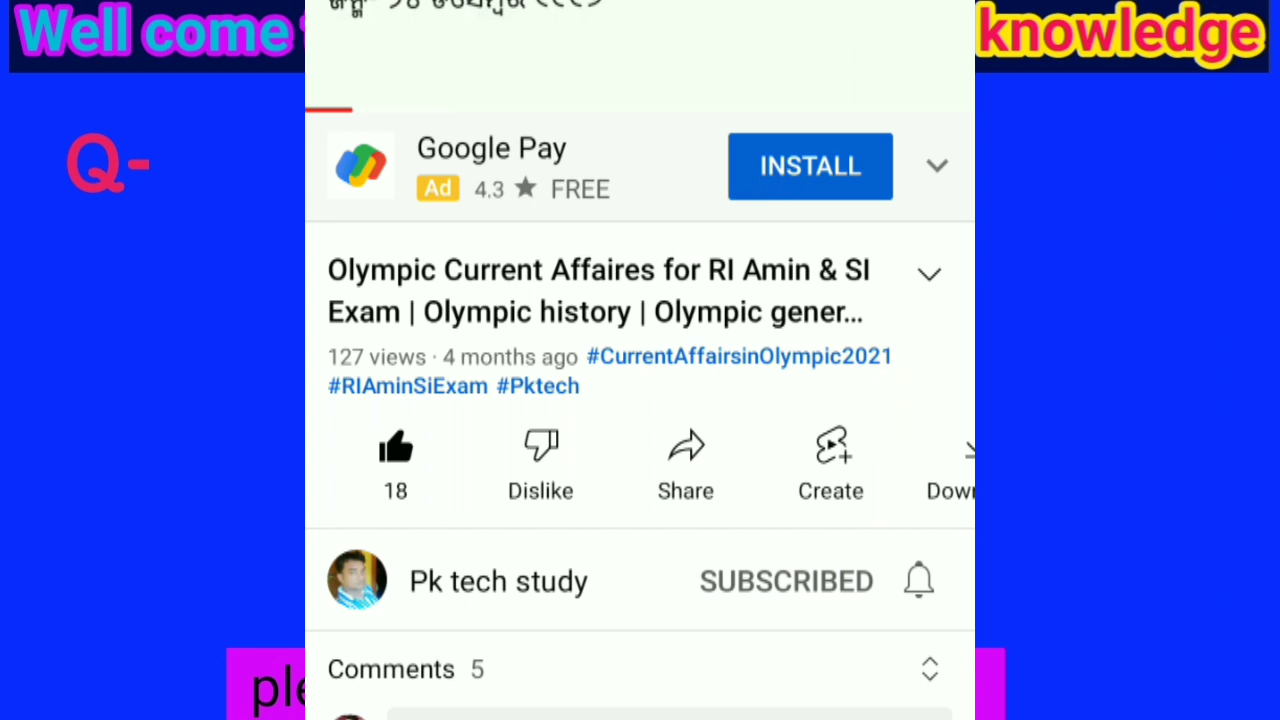 Well come
knowledge
Q-
Google Pay
INSTALL
Ad 4.3 ★ FREE
Olympic Current Affaires for RI Amin & SI
Exam | Olympic history | Olympic gener...
127 views · 4 months ago #CurrentAffairsinOlympic2021
#RIAminSiExam #Pktech
18 Dislike Share Create
Pk tech study SUBSCRIBED
Comments 5